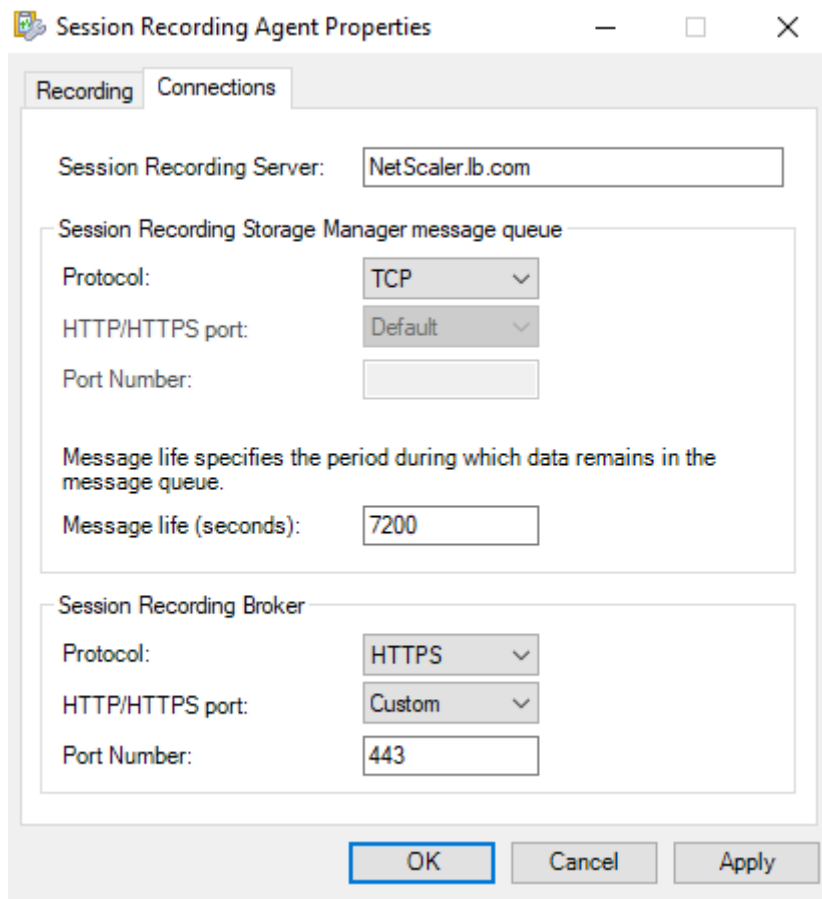 Session Recording Agent Properties
Recording
Connections
Session Recording Server:
NetScaler.lb.com
Session Recording Storage Manager message queue
Protocol:
TCP
HTTP/HTTPS port:
Default
Port Number:
Message life specifies the period during which data remains in the
message queue.
Message life (seconds):
7200
Session Recording Broker
Protocol:
HTTPS
HTTP/HTTPS port:
Custom
Port Number:
443
OK
Cancel
Apply